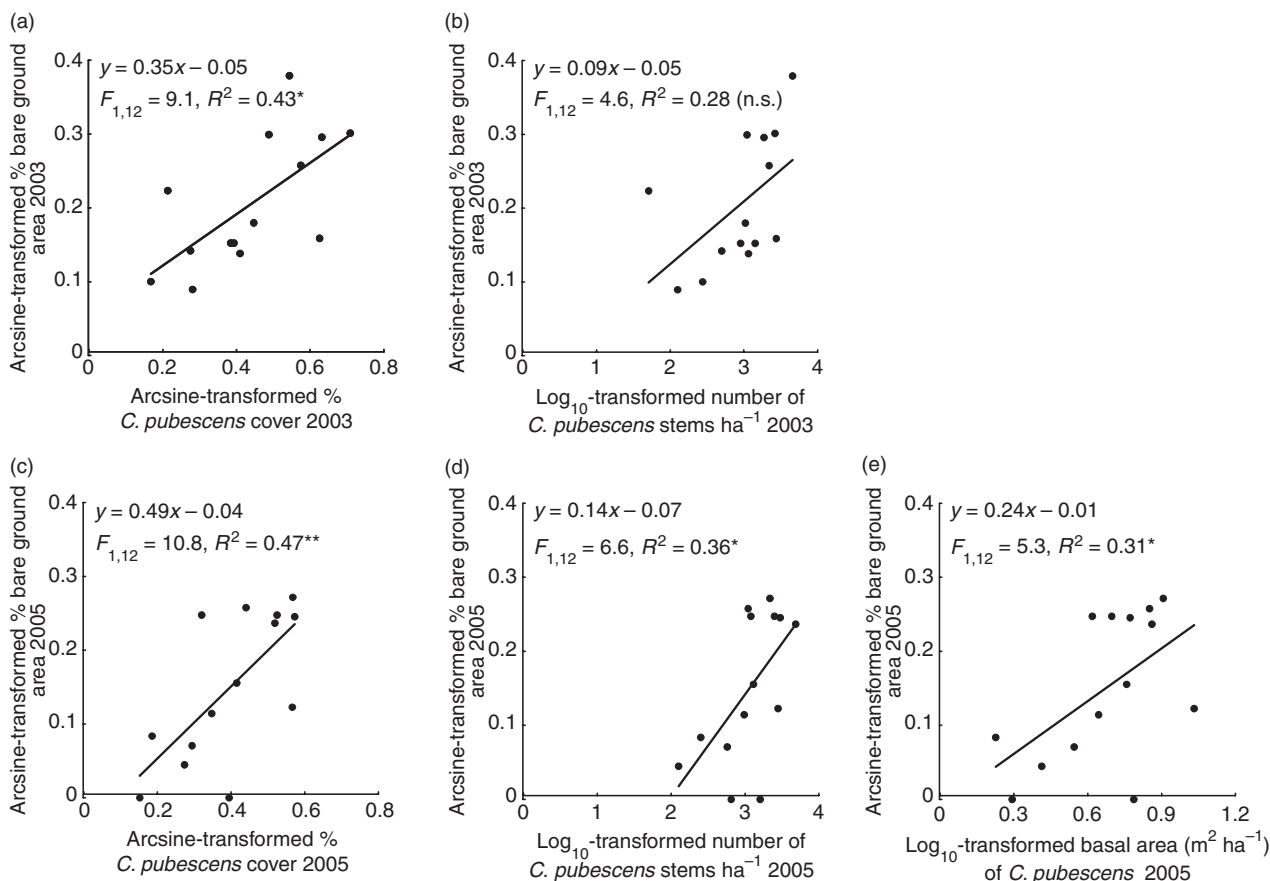 (a)
Arcsine-transformed % bare ground
area 2003
y = 0.35x – 0.05
F1,12 = 9.1, R² = 0.43*
0.4
0.3
0.2
0.1
0
0 0.2 0.4 0.6 0.8
Arcsine-transformed %
C. pubescens cover 2003
(b)
Arcsine-transformed % bare ground
area 2003
y = 0.09x – 0.05
F1,12 = 4.6, R² = 0.28 (n.s.)
0.4
0.3
0.2
0.1
0
0 1 2 3 4
Log10-transformed number of
C. pubescens stems ha⁻¹ 2003
(c)
Arcsine-transformed % bare ground
area 2005
y = 0.49x – 0.04
F1,12 = 10.8, R² = 0.47**
0.4
0.3
0.2
0.1
0
0 0.2 0.4 0.6 0.8
Arcsine-transformed %
C. pubescens cover 2005
(d)
Arcsine-transformed % bare ground
area 2005
y = 0.14x – 0.07
F1,12 = 6.6, R² = 0.36*
0.4
0.3
0.2
0.1
0
0 1 2 3 4
Log10-transformed number of
C. pubescens stems ha⁻¹ 2005
(e)
Arcsine-transformed % bare ground
area 2005
y = 0.24x – 0.01
F1,12 = 5.3, R² = 0.31*
0.4
0.3
0.2
0.1
0
0 0.3 0.6 0.9 1.2
Log10-transformed basal area (m² ha⁻¹)
of C. pubescens 2005